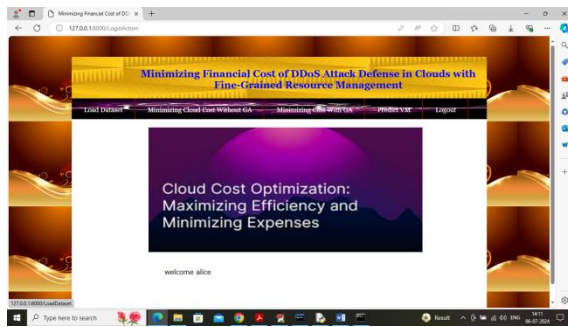 Minimizing Financial Cost of DD
127.0.0.1:8000/LoginAction
Minimizing Financial Cost of DDoS Attack Defense in Clouds with
Fine-Grained Resource Management
Load Dataset Minimizing Cloud Cost Without GA Minimizing Cost With GA Predict VM Logout
Cloud Cost Optimization:
Maximizing Efficiency and
Minimizing Expenses
welcome alice
127.0.0.1:8000/LoadDataset
Type here to search
Result
ENG
16:11
06-07-2024